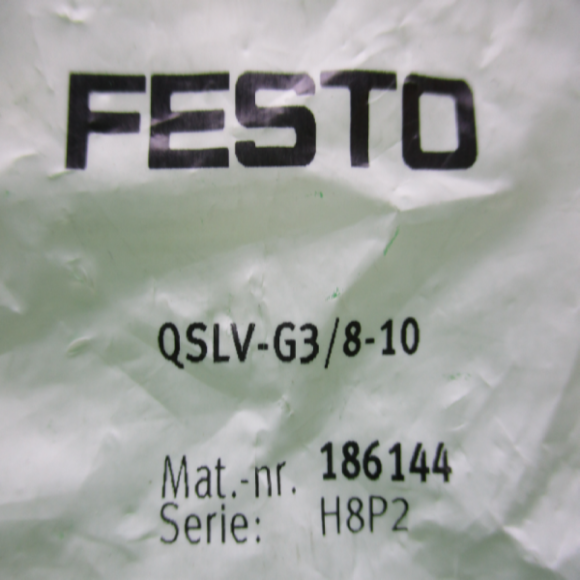 FESTO
QSLV-G3/8-10
Mat.-nr. 186144
Serie: H8P2